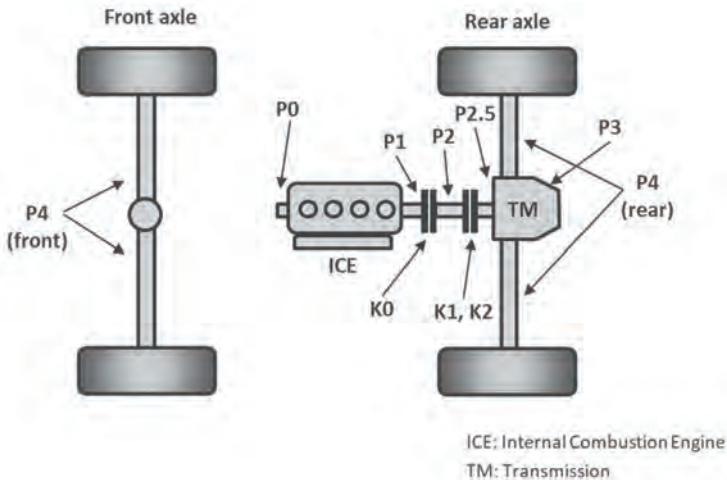 Front axle
Rear axle
P0
P1
P2
P2.5
P3
P4
(front)
P4
(rear)
TM
ICE
K0
K1, K2
ICE: Internal Combustion Engine
TM: Transmission